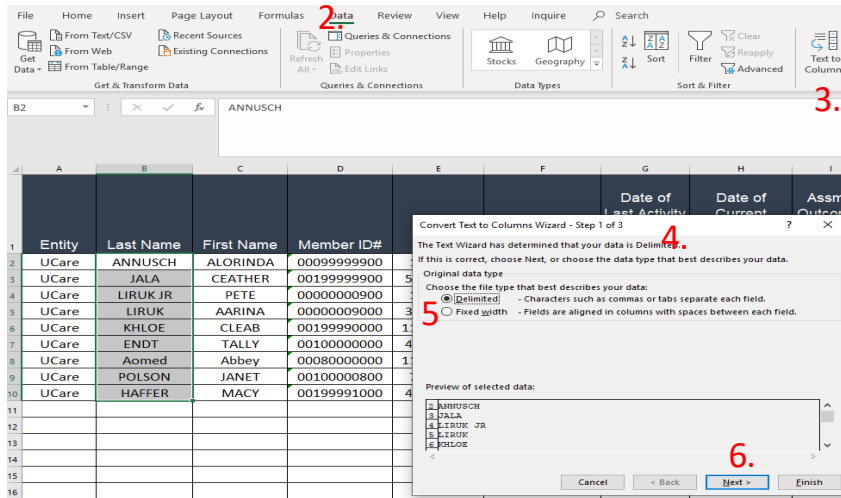 File Home Insert Page Layout Formulas Data Review View Help Inquire Search
2.
Get Data
From Text/CSV
From Web
From Table/Range
Recent Sources
Existing Connections
Get & Transform Data
Refresh All
Queries & Connections
Properties
Edit Links
Queries & Connections
Stocks
Geography
Data Types
Sort
Filter
Clear
Reapply
Advanced
Sort & Filter
Text to
Column
3.
B2 fx ANNUSCH
A B C D E F G H I
Date of Date of Assm
Last Activity Current Outcor
1 Entity Last Name First Name Member ID#
2 UCare ANNUSCH ALORINDA 00099999900
3 UCare JALA CEATHER 00199999900 5
4 UCare LIRUK JR PETE 00000000900
5 UCare LIRUK AARINA 00000009000 3
6 UCare KHLOE CLEAB 00199990000 11
7 UCare ENDT TALLY 00100000000 4
8 UCare Aomed Abbey 00080000000 11
9 UCare POLSON JANET 00100000800
10 UCare HAFFER MACY 00199991000 4
11
12
13
14
15
16
Convert Text to Columns Wizard - Step 1 of 3 ? ×
4.
The Text Wizard has determined that your data is Delimited.
If this is correct, choose Next, or choose the data type that best describes your data.
Original data type
Choose the file type that best describes your data:
5
Delimited - Characters such as commas or tabs separate each field.
Fixed width - Fields are aligned in columns with spaces between each field.
Preview of selected data:
2 ANNUSCH
3 JALA
4 LIRUK JR
5 LIRUK
6 KHLOE
6.
Cancel < Back Next > Finish